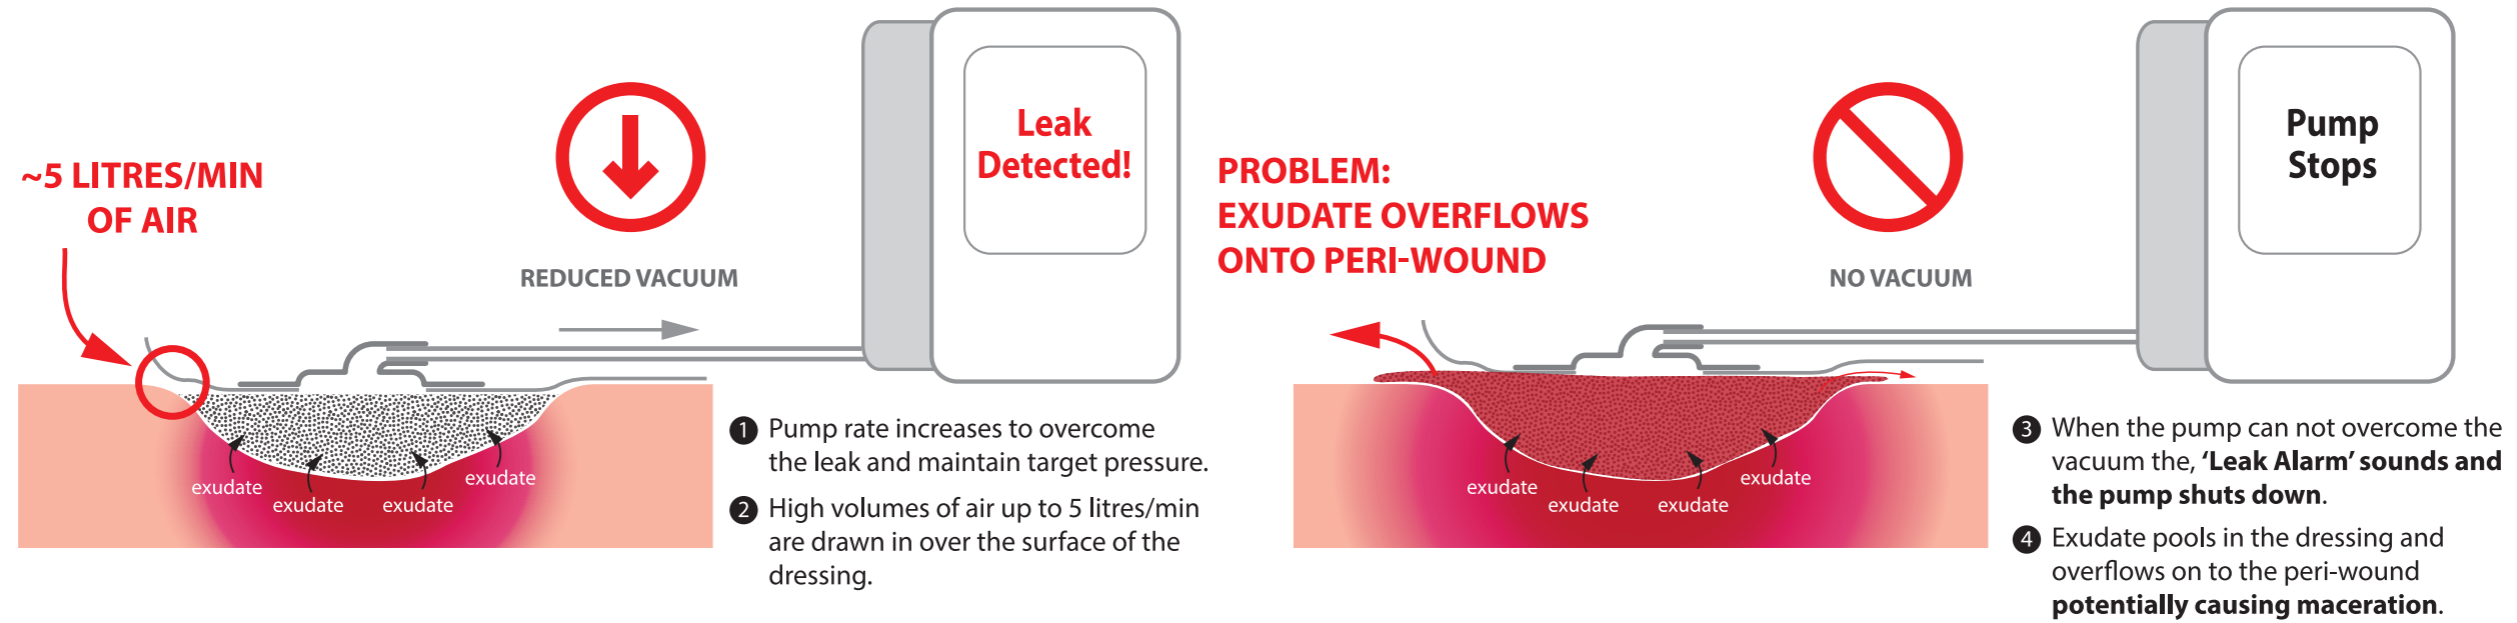 ~5 LITRES/MIN
OF AIR
REDUCED VACUUM
Leak
Detected!
exudate
exudate
exudate
exudate
1 Pump rate increases to overcome
the leak and maintain target pressure.
2 High volumes of air up to 5 litres/min
are drawn in over the surface of the
dressing.
PROBLEM:
EXUDATE OVERFLOWS
ONTO PERI-WOUND
NO VACUUM
Pump
Stops
exudate
exudate
exudate
exudate
3 When the pump can not overcome the
vacuum the, ‘Leak Alarm’ sounds and
the pump shuts down.
4 Exudate pools in the dressing and
overflows on to the peri-wound
potentially causing maceration.